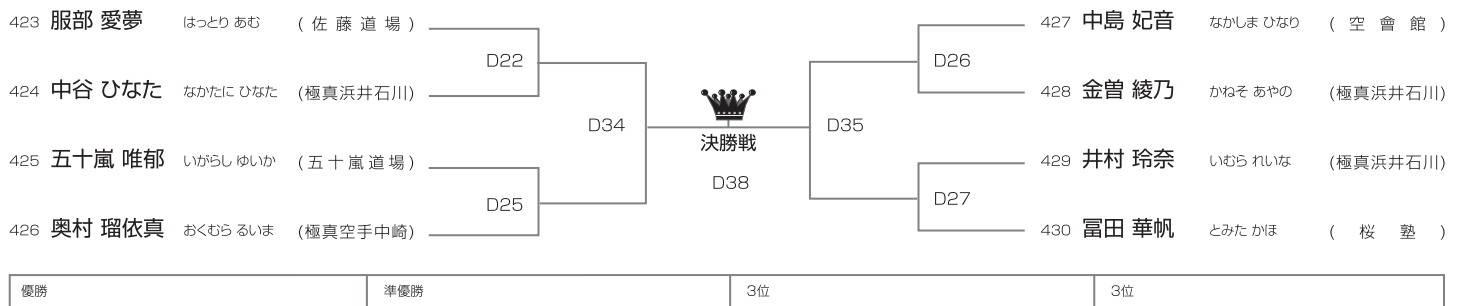 423 服部 愛夢 はっとり あむ (佐藤道場)
D22
424 中谷 ひなた なかたに ひなた (極真浜井石川)
D34
425 五十嵐 唯郁 いがらし ゆいか (五十嵐道場)
D25
426 奥村 瑠依真 おくむら るいま (極真空手中崎)
決勝戦
D38
427 中島 妃音 なかしま ひなり (空會館)
D26
428 金曽 綾乃 かねそ あやの (極真浜井石川)
D35
429 井村 玲奈 いむら れいな (極真浜井石川)
D27
430 冨田 華帆 とみた かほ (桜塾)
優勝 準優勝 3位 3位